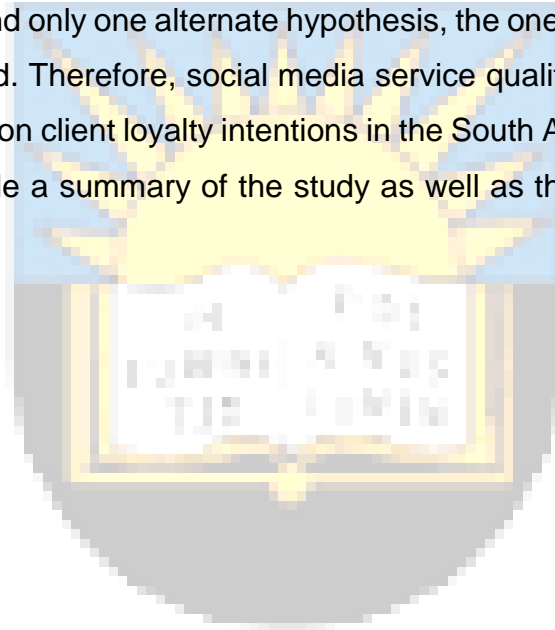 nd only one alternate hypothesis, the one
d. Therefore, social media service qualit
on client loyalty intentions in the South A
e a summary of the study as well as th